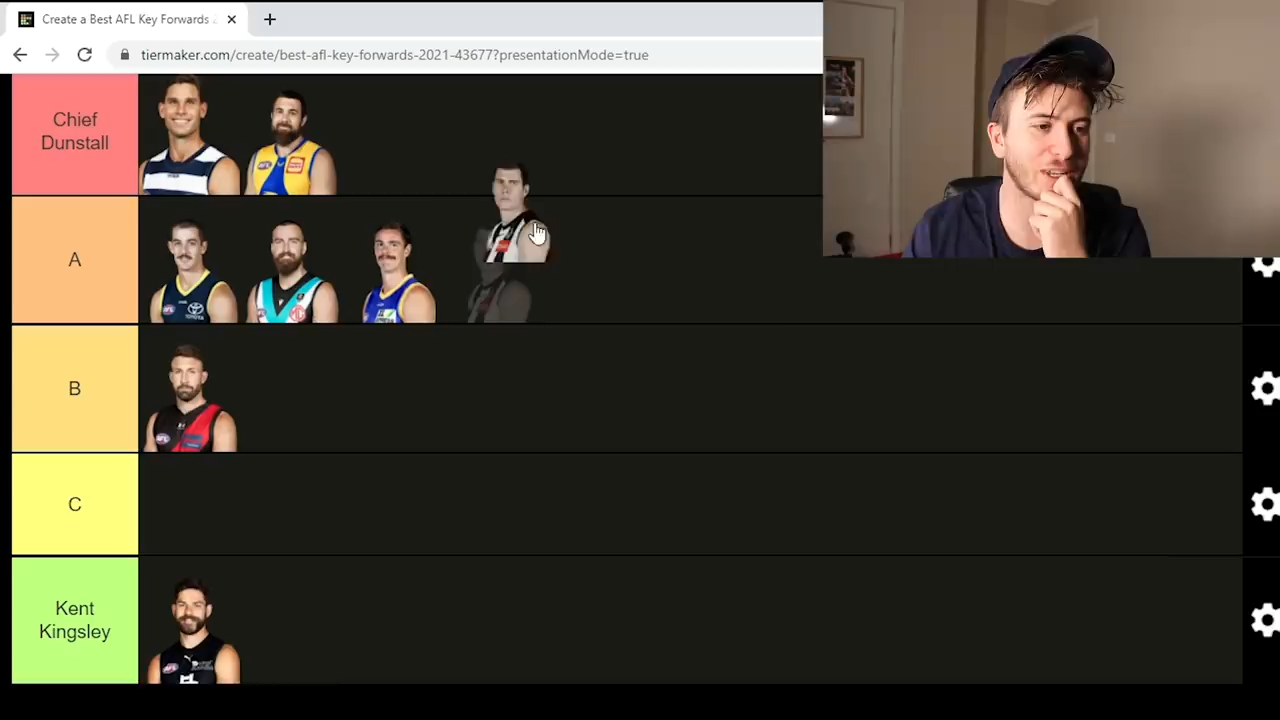 Create a Best AFL Key Forwards 2
tiermaker.com/create/best-afl-key-forwards-2021-43677?presentationMode=true
Chief
Dunstall
A
B
C
Kent
Kingsley